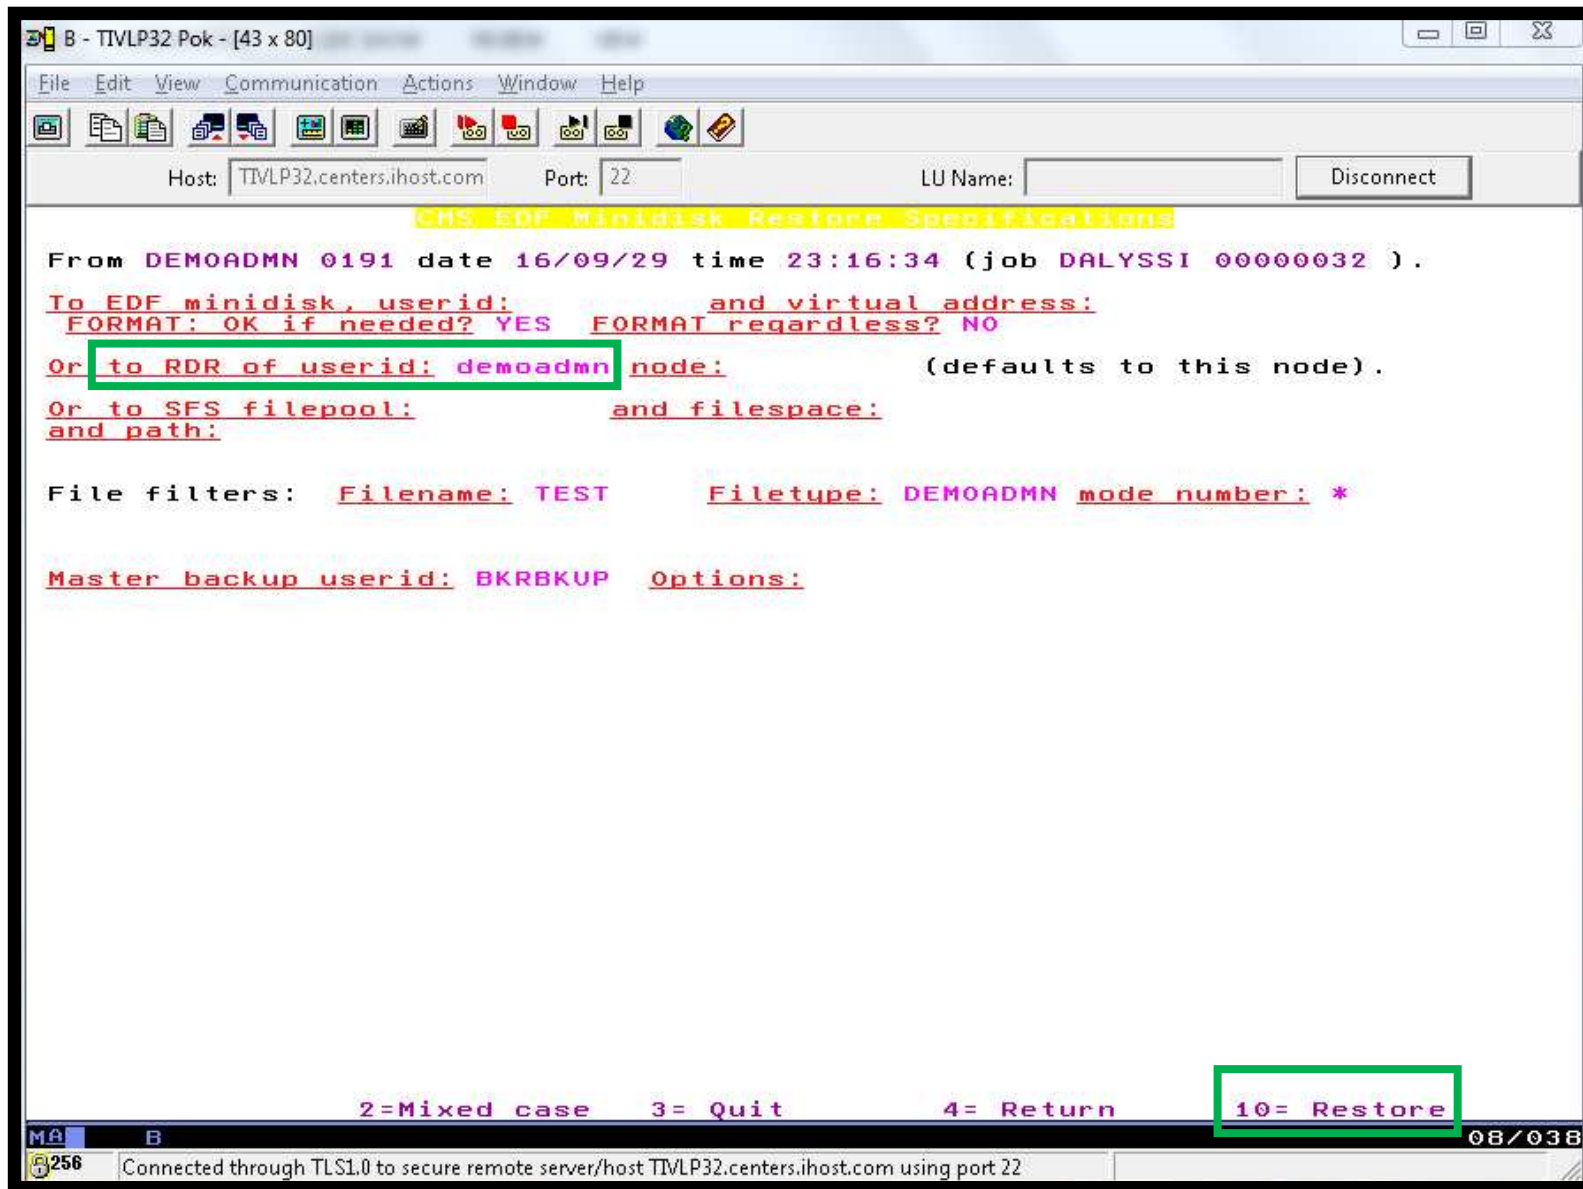 B - TIVLP32 Pok - [43 x 80]
File Edit View Communication Actions Window Help
Host: TIVLP32.centers.ihost.com Port: 22 LU Name: Disconnect
CMS EDF Minidisk Restore Specifications
From DEMOADMN 0191 date 16/09/29 time 23:16:34 (job DALYSSI 00000032 ).
To EDF minidisk, userid: and virtual address:
FORMAT: OK if needed? YES FORMAT regardless? NO
Or to RDR of userid: demoadmn node: (defaults to this node).
Or to SFS filepool: and filespace:
and path:
File filters: Filename: TEST Filetype: DEMOADMN mode number: *
Master backup userid: BKRBKUP Options:
2=Mixed case 3= Quit 4= Return 10= Restore
MA B 08/038
256 Connected through TLS1.0 to secure remote server/host TIVLP32.centers.ihost.com using port 22